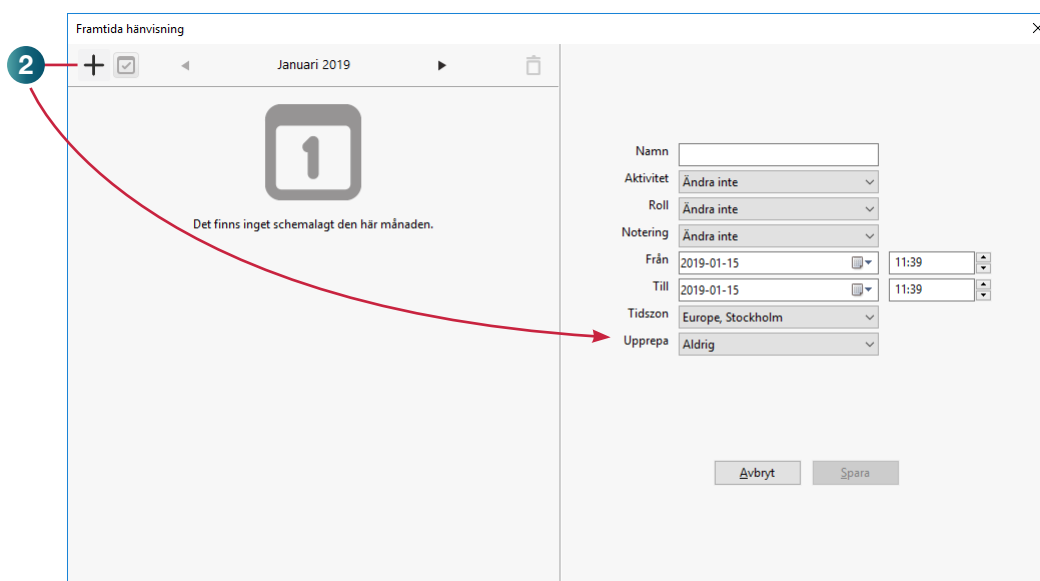 Framtida hänvisning
2
Januari 2019
1
Det finns inget schemalagt den här månaden.
Namn
Aktivitet Ändra inte
Roll Ändra inte
Notering Ändra inte
Från 2019-01-15 11:39
Till 2019-01-15 11:39
Tidszon Europe, Stockholm
Upprepa Aldrig
Avbryt Spara